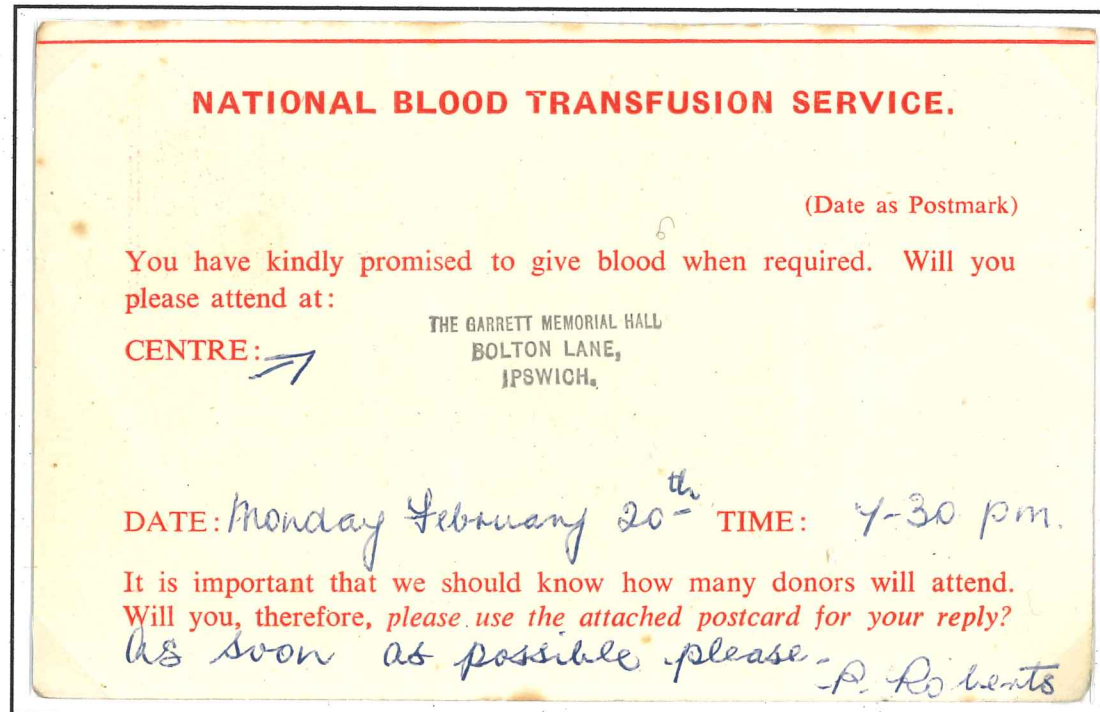 NATIONAL BLOOD TRANSFUSION SERVICE.
(Date as Postmark)
You have kindly promised to give blood when required. Will you
please attend at:
THE GARRETT MEMORIAL HALL
CENTRE:
BOLTON LANE,
IPSWICH.
DATE: Monday February 20th TIME: 7-30 pm.
It is important that we should know how many donors will attend.
Will you, therefore, please use the attached postcard for your reply?
As soon as possible please-
-P. Roberts